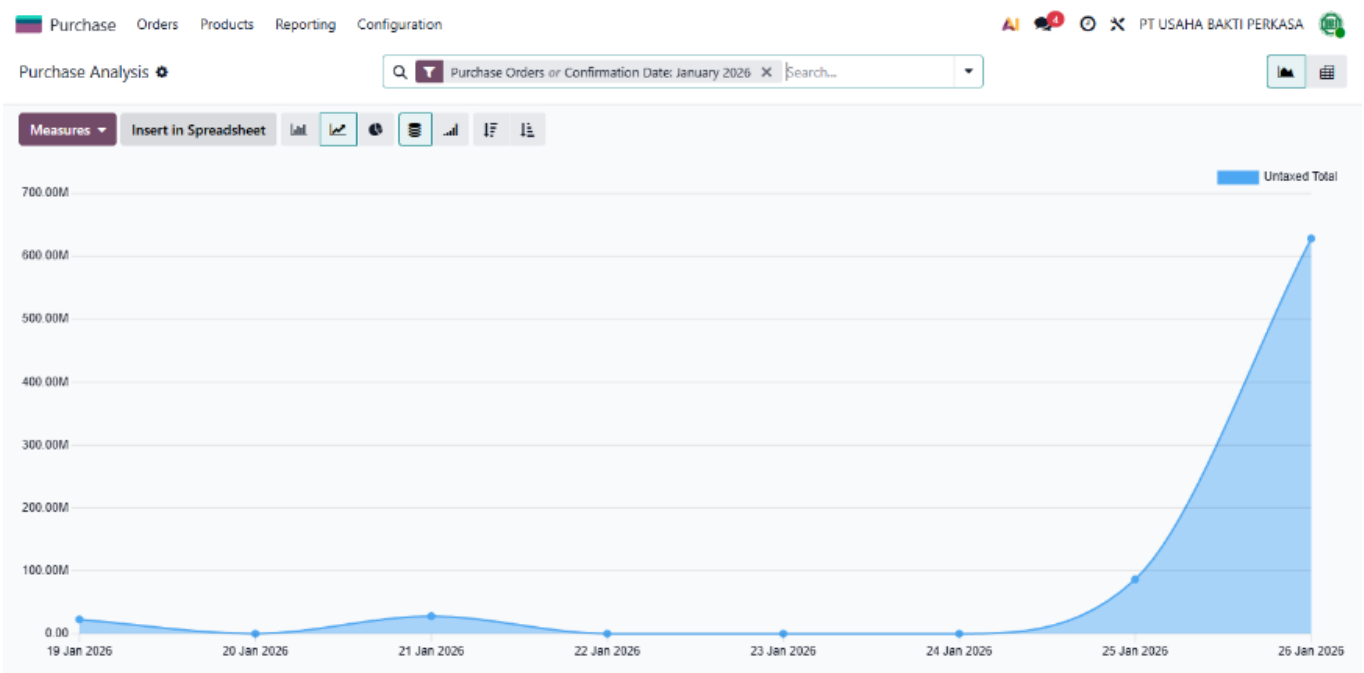 Purchase Orders Products Reporting Configuration
AI 4 PT USAHA BAKTI PERKASA
Purchase Analysis
Purchase Orders or Confirmation Date: January 2026 Search...
Measures Insert in Spreadsheet
Untaxed Total
700.00M
600.00M
500.00M
400.00M
300.00M
200.00M
100.00M
0.00
19 Jan 2026 20 Jan 2026 21 Jan 2026 22 Jan 2026 23 Jan 2026 24 Jan 2026 25 Jan 2026 26 Jan 2026